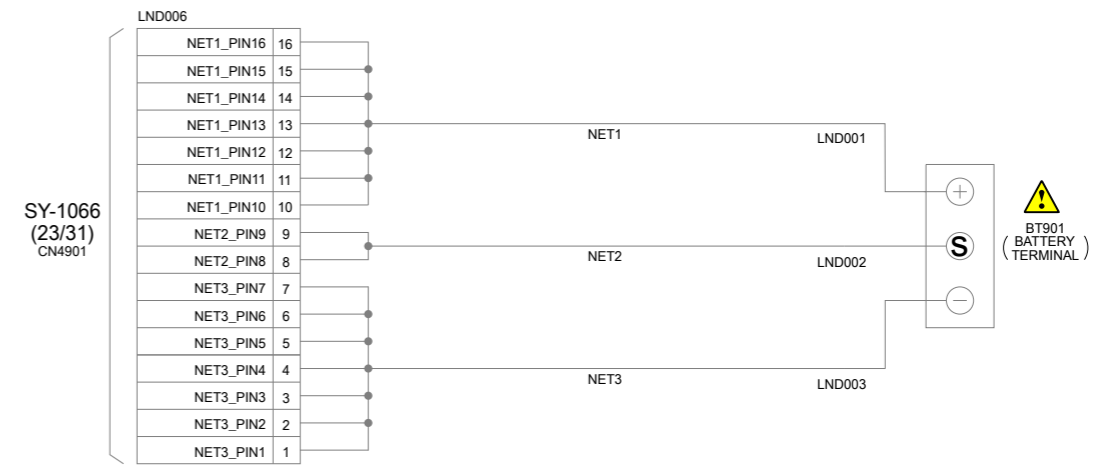 LND006
NET1_PIN16 16
NET1_PIN15 15
NET1_PIN14 14
NET1_PIN13 13
NET1_PIN12 12
NET1_PIN11 11
NET1_PIN10 10
NET2_PIN9 9
NET2_PIN8 8
NET3_PIN7 7
NET3_PIN6 6
NET3_PIN5 5
NET3_PIN4 4
NET3_PIN3 3
NET3_PIN2 2
NET3_PIN1 1
SY-1066
(23/31)
CN4901
NET1
LND001
NET2
LND002
NET3
LND003
+
S
−
!
BT901
( BATTERY
TERMINAL )